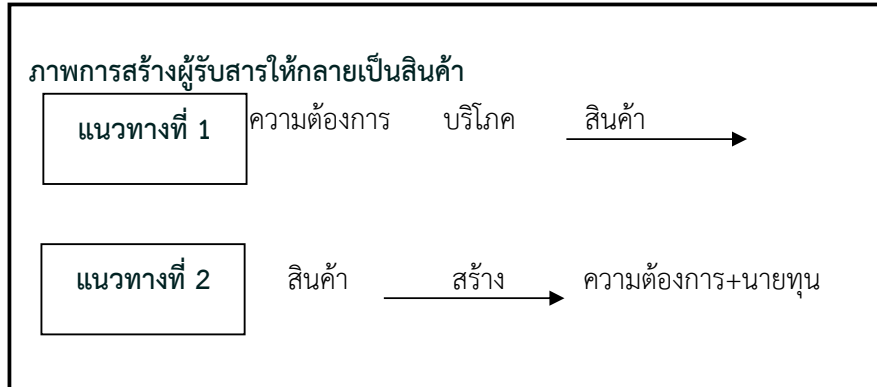 ภาพการสร้างผู้รับสารให้กลายเป็นสินค้า
แนวทางที่ 1 ความต้องการ บริโภค สินค้า
แนวทางที่ 2 สินค้า สร้าง ความต้องการ+นายทุน